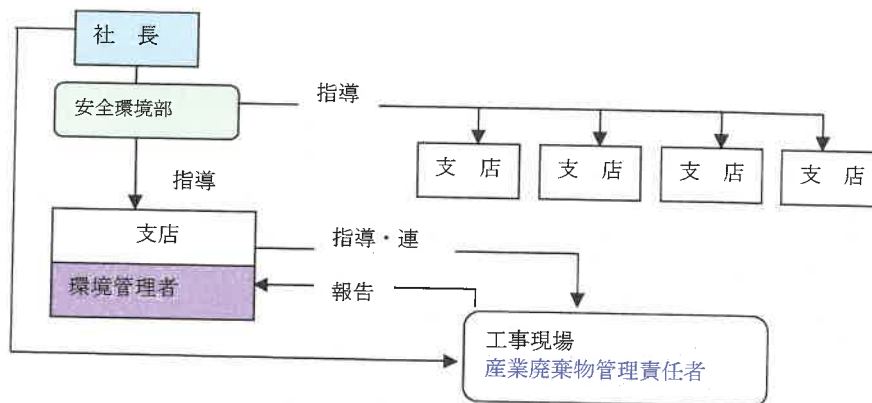 社　長
安全環境部
指導
支　店
支　店
支　店
支　店
指導
支店
指導・連
環境管理者
報告
工事現場
産業廃棄物管理責任者